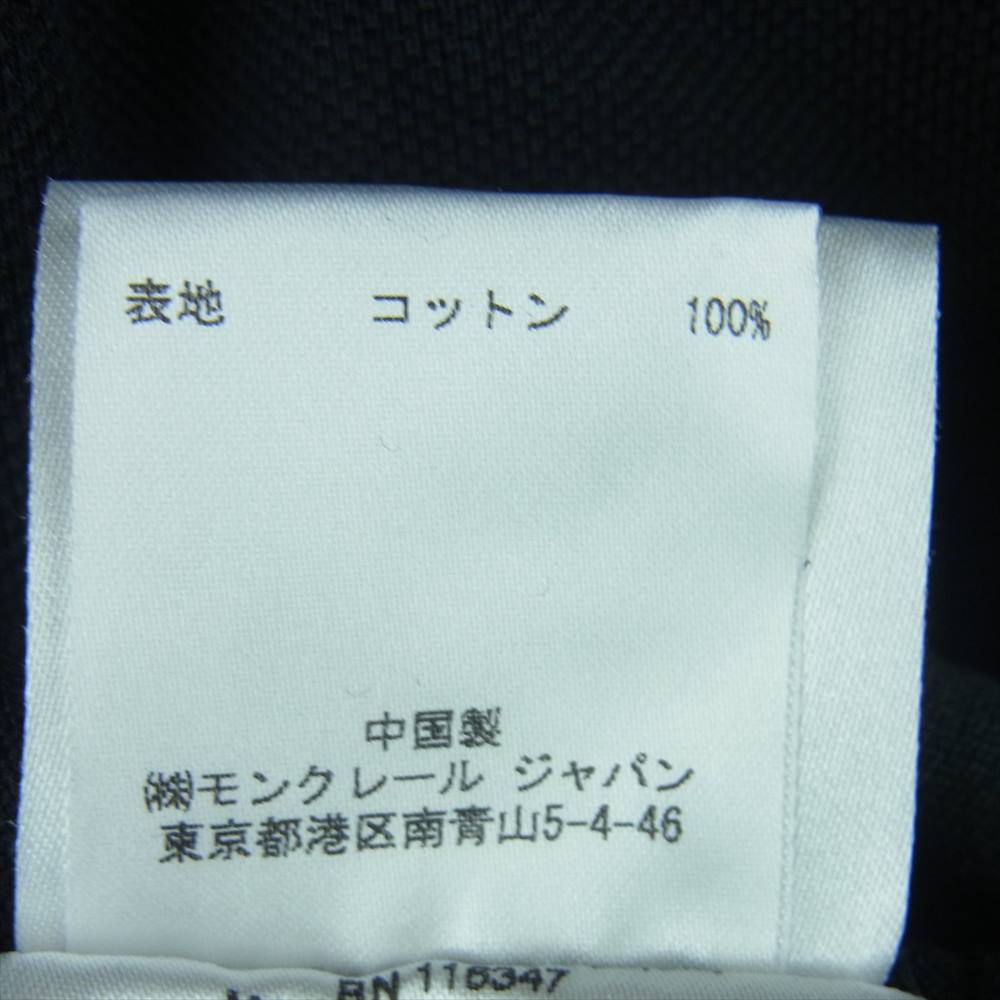 表地 コットン 100%
中国製
㈱モンクレール ジャパン
東京都港区南青山5-4-46
RN 116347